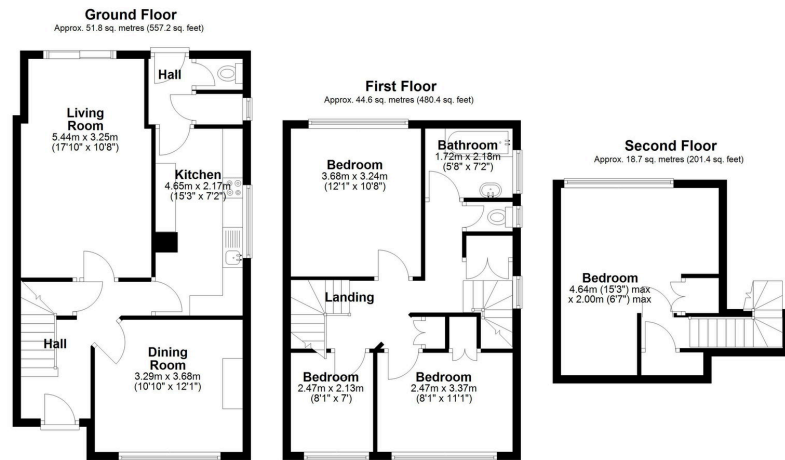 Ground Floor
Approx. 51.8 sq. metres (557.2 sq. feet)
Hall
Living
Room
5.44m x 3.25m
(17'10" x 10'8")
Kitchen
4.65m x 2.17m
(15'3" x 7'2")
Hall
Dining
Room
3.29m x 3.68m
(10'10" x 12'1")
First Floor
Approx. 44.6 sq. metres (480.4 sq. feet)
Bedroom
3.68m x 3.24m
(12'1" x 10'8")
Bathroom
1.72m x 2.18m
(5'8" x 7'2")
Landing
Bedroom
2.47m x 2.13m
(8'1" x 7')
Bedroom
2.47m x 3.37m
(8'1" x 11'1")
Second Floor
Approx. 18.7 sq. metres (201.4 sq. feet)
Bedroom
4.64m (15'3") max
x 2.00m (6'7") max